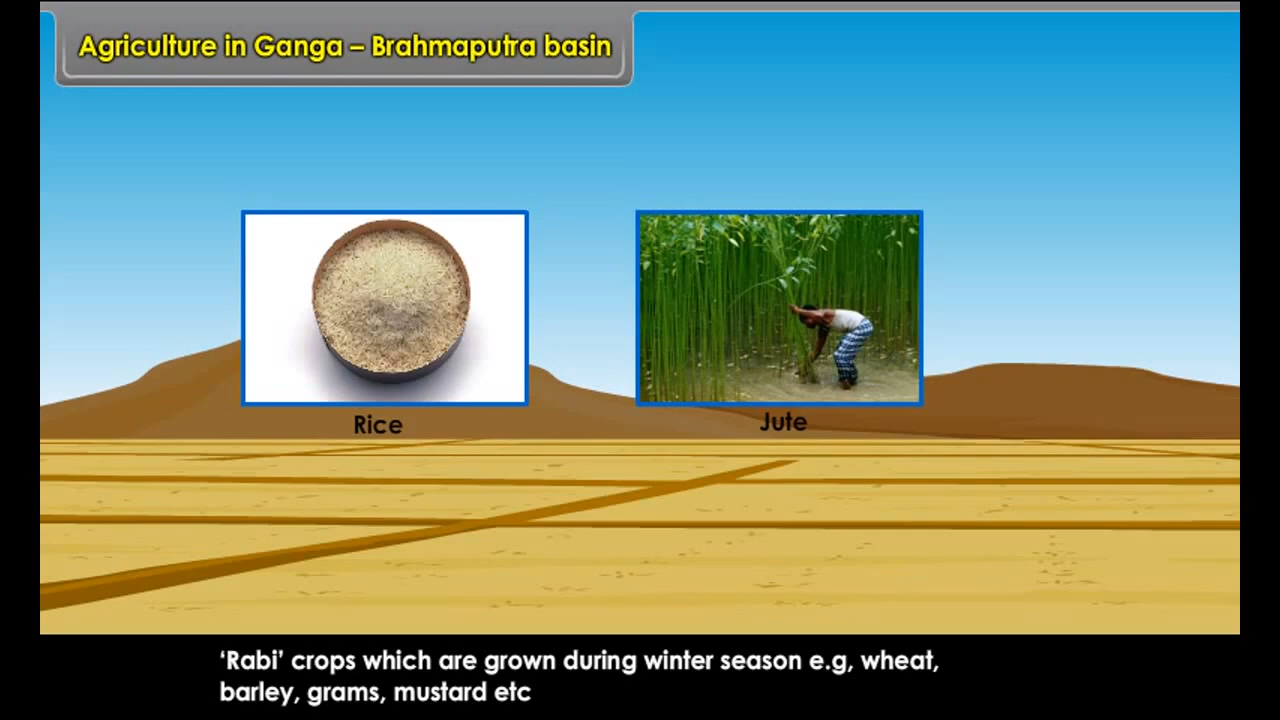 Agriculture in Ganga – Brahmaputra basin
Rice
Jute
‘Rabi’ crops which are grown during winter season e.g, wheat,
barley, grams, mustard etc